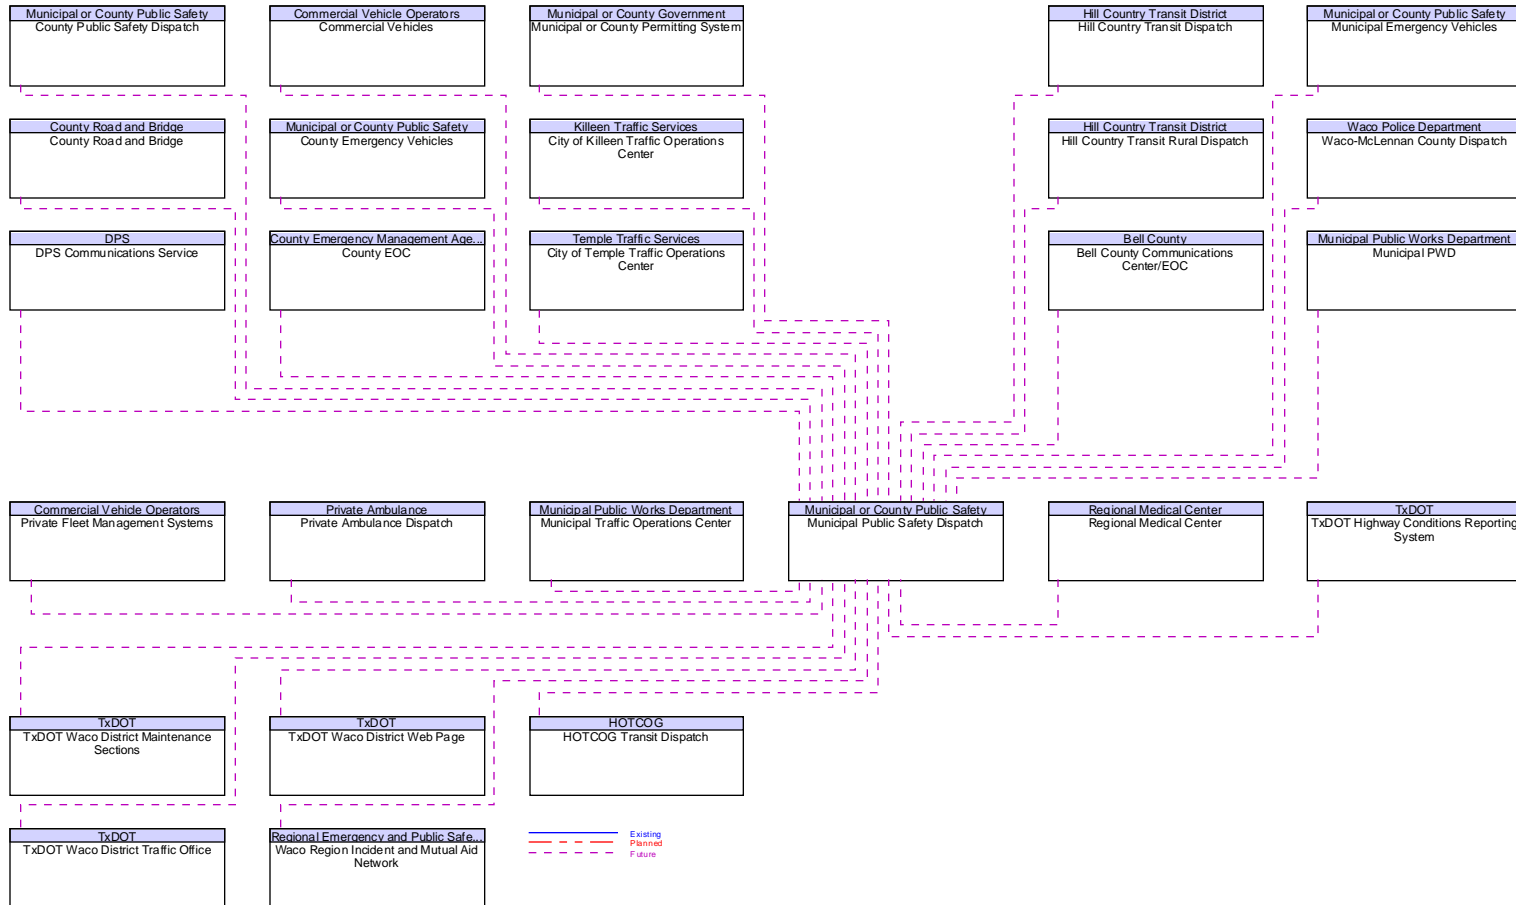 Municipal or County Public Safety
County Public Safety Dispatch
Commercial Vehicle Operators
Commercial Vehicles
Municipal or County Government
Municipal or County Permitting System
Hill Country Transit District
Hill Country Transit Dispatch
Municipal or County Public Safety
Municipal Emergency Vehicles
County Road and Bridge
County Road and Bridge
Municipal or County Public Safety
County Emergency Vehicles
Killeen Traffic Services
City of Killeen Traffic Operations
Center
Hill Country Transit District
Hill Country Transit Rural Dispatch
Waco Police Department
Waco-McLennan County Dispatch
DPS
DPS Communications Service
County Emergency Management Age...
County EOC
Temple Traffic Services
City of Temple Traffic Operations
Center
Bell County
Bell County Communications
Center/EOC
Municipal Public Works Department
Municipal PWD
Commercial Vehicle Operators
Private Fleet Management Systems
Private Ambulance
Private Ambulance Dispatch
Municipal Public Works Department
Municipal Traffic Operations Center
Municipal or County Public Safety
Municipal Public Safety Dispatch
Regional Medical Center
Regional Medical Center
TxDOT
TxDOT Highway Conditions Reporting
System
TxDOT
TxDOT Waco District Maintenance
Sections
TxDOT
TxDOT Waco District Web Page
HOTCOG
HOTCOG Transit Dispatch
TxDOT
TxDOT Waco District Traffic Office
Regional Emergency and Public Safe...
Waco Region Incident and Mutual Aid
Network
Existing
Planned
Future